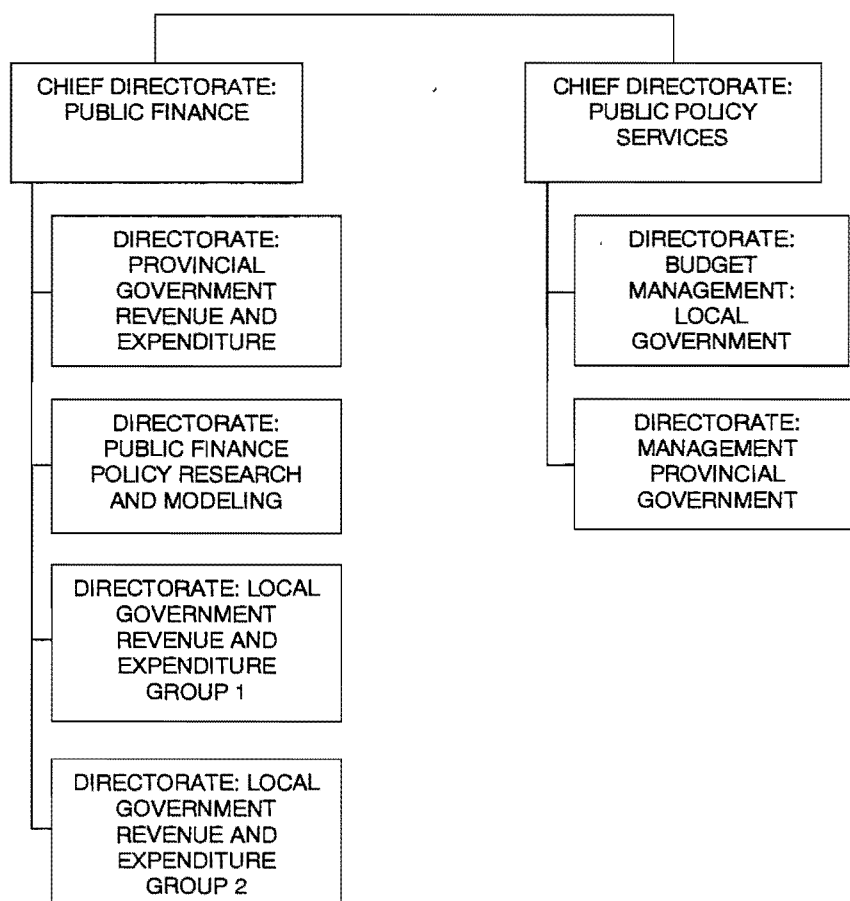 CHIEF DIRECTORATE:
PUBLIC FINANCE
DIRECTORATE:
PROVINCIAL
GOVERNMENT
REVENUE AND
EXPENDITURE
DIRECTORATE:
PUBLIC FINANCE
POLICY RESEARCH
AND MODELING
DIRECTORATE: LOCAL
GOVERNMENT
REVENUE AND
EXPENDITURE
GROUP 1
DIRECTORATE: LOCAL
GOVERNMENT
REVENUE AND
EXPENDITURE
GROUP 2
CHIEF DIRECTORATE:
PUBLIC POLICY
SERVICES
DIRECTORATE:
BUDGET
MANAGEMENT:
LOCAL
GOVERNMENT
DIRECTORATE:
MANAGEMENT
PROVINCIAL
GOVERNMENT